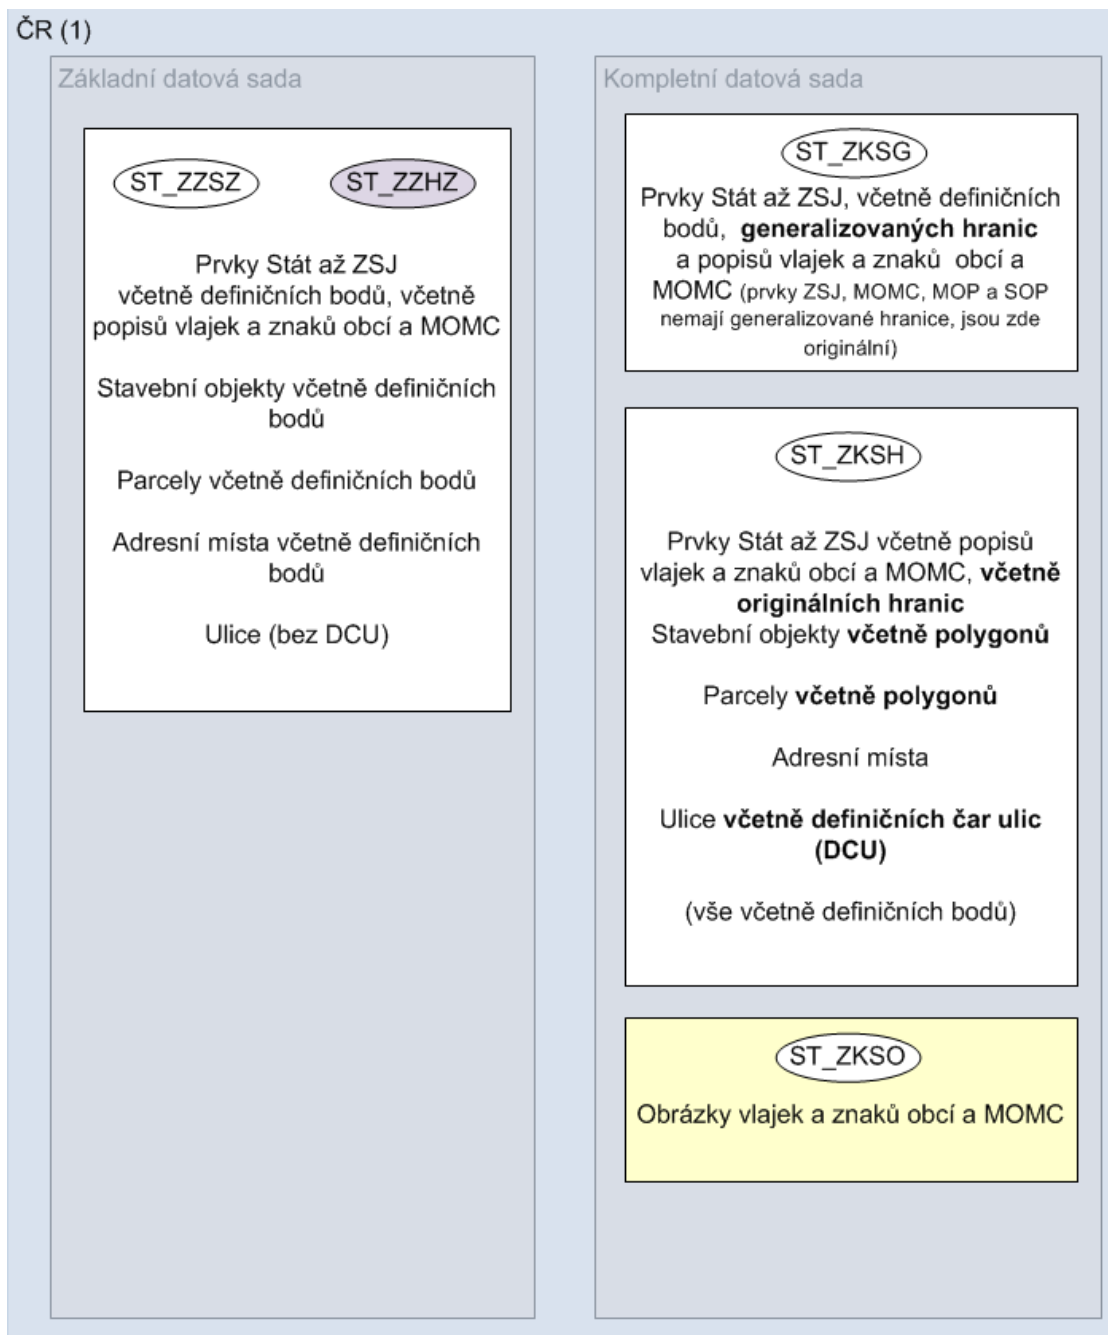 ČR (1)
Základní datová sada
ST_ZZSZ
ST_ZZHZ
Prvky Stát až ZSJ
včetně definičních bodů, včetně
popisů vlajek a znaků obcí a MOMC
Stavební objekty včetně definičních
bodů
Parcely včetně definičních bodů
Adresní místa včetně definičních
bodů
Ulice (bez DCU)
Kompletní datová sada
ST_ZKSG
Prvky Stát až ZSJ, včetně definičních
bodů, generalizovaných hranic
a popisů vlajek a znaků obcí a
MOMC (prvky ZSJ, MOMC, MOP a SOP
nemají generalizované hranice, jsou zde
originální)
ST_ZKSH
Prvky Stát až ZSJ včetně popisů
vlajek a znaků obcí a MOMC, včetně
originálních hranic
Stavební objekty včetně polygonů
Parcely včetně polygonů
Adresní místa
Ulice včetně definičních čar ulic
(DCU)
(vše včetně definičních bodů)
ST_ZKSO
Obrázky vlajek a znaků obcí a MOMC